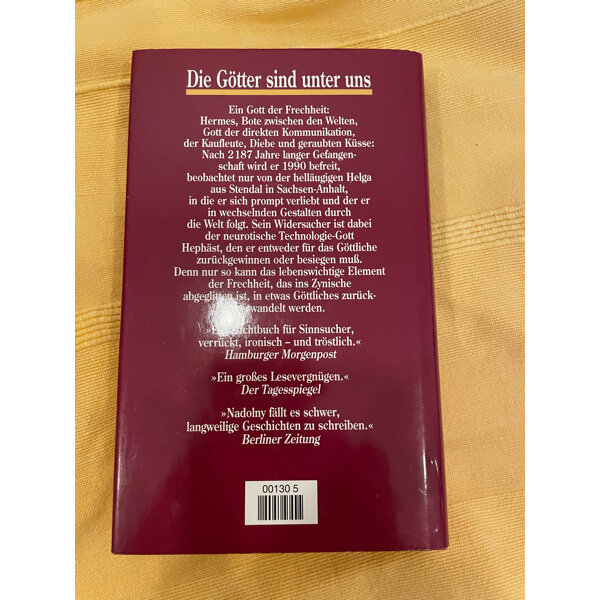 Die Götter sind unter uns
Ein Gott der Frechheit:
Hermes, Bote zwischen den Welten,
Gott der direkten Kommunikation,
der Kaufleute, Diebe und geraubten Küsse:
Nach 2187 Jahre langer Gefangen-
schaft wird er 1990 befreit,
beobachtet nur von der helläugigen Helga
aus Stendal in Sachsen-Anhalt,
in die er sich prompt verliebt und der er
in wechselnden Gestalten durch
die Welt folgt. Sein Widersacher ist dabei
der neurotische Technologie-Gott
Hephäst, den er entweder für das Göttliche
zurückgewinnen oder besiegen muß.
Denn nur so kann das lebenswichtige Element
der Frechheit, das ins Zynische
abgeglitten ist, in etwas Göttliches zurück-
werden.
für Sinnsucher,
verrückt, ironisch – und tröstlich.«
Hamburger Morgenpost
»Ein großes Lesevergnügen.«
Der Tagesspiegel
»Nadolny fällt es schwer,
langweilige Geschichten zu schreiben.«
Berliner Zeitung
00130 5